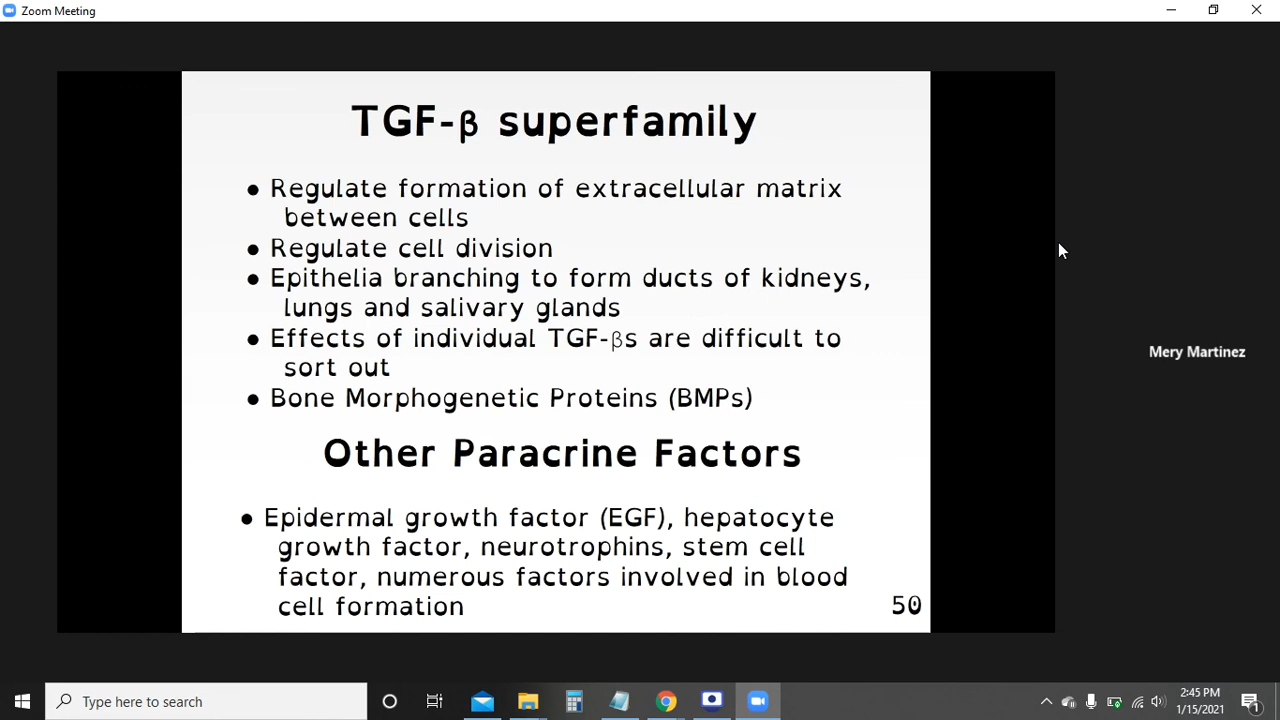 Zoom Meeting
TGF-β superfamily
● Regulate formation of extracellular matrix
between cells
● Regulate cell division
● Epithelia branching to form ducts of kidneys,
lungs and salivary glands
● Effects of individual TGF-βs are difficult to
sort out
● Bone Morphogenetic Proteins (BMPs)
Other Paracrine Factors
● Epidermal growth factor (EGF), hepatocyte
growth factor, neurotrophins, stem cell
factor, numerous factors involved in blood
cell formation
50
Mery Martinez
Type here to search
2:45 PM
1/15/2021
1